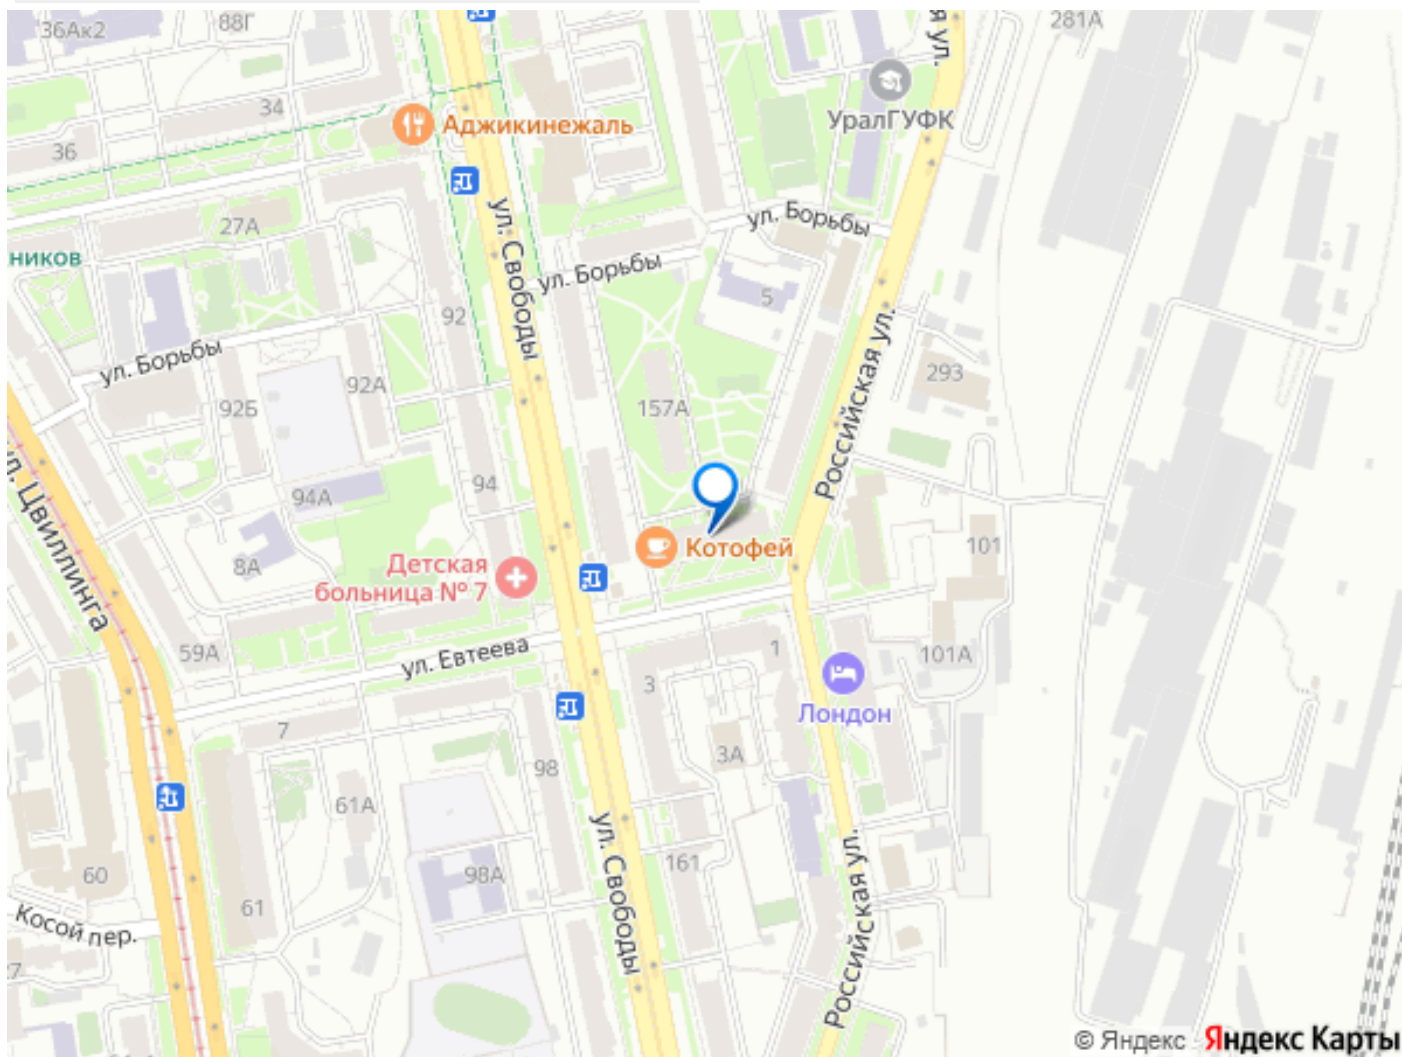 36Ак2
88Г
281А
я ул.
34
Аджикинежаль
УралГУФК
36
27А
ул. Борьбы
ников
ул. Свободы
ул. Борьбы
5
92
ул. Борьбы
92А
92Б
157А
293
Российская ул.
ул. Цвиллинга
94
94А
Котофей
101
8А
Детская
больница № 7
59А
ул. Евтеева
1
101А
3
Лондон
7
3А
98
61А
ул. Свободы
161
98А
60
61
Российская ул.
Косой пер.
27
© Яндекс
Яндекс Карты